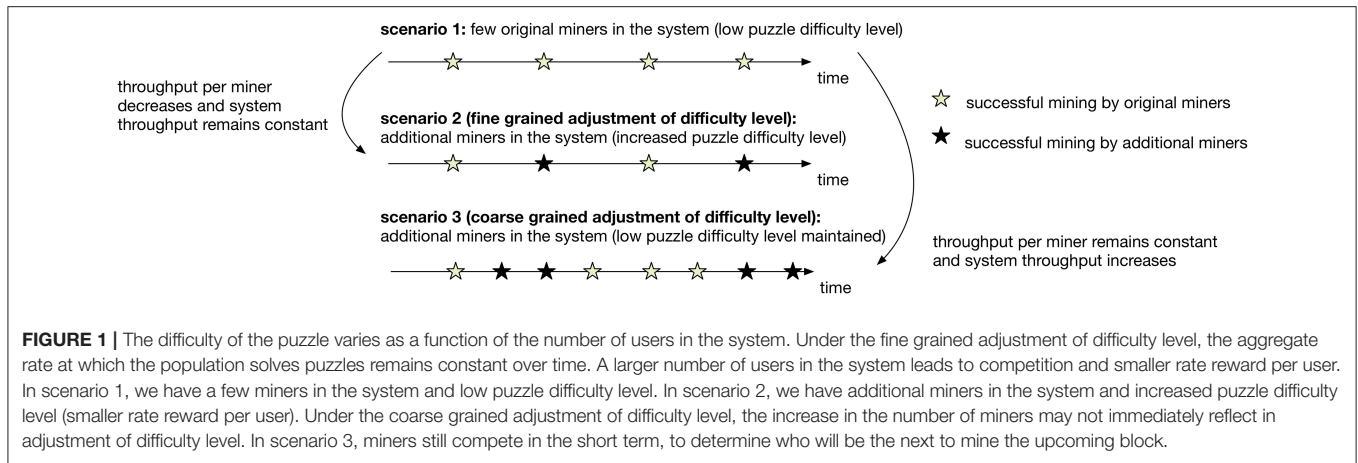 scenario 1: few original miners in the system (low puzzle difficulty level)
time
throughput per miner
decreases and system
throughput remains constant
scenario 2 (fine grained adjustment of difficulty level):
additional miners in the system (increased puzzle difficulty level)
time
successful mining by original miners
successful mining by additional miners
scenario 3 (coarse grained adjustment of difficulty level):
additional miners in the system (low puzzle difficulty level maintained)
time
throughput per miner remains constant
and system throughput increases
FIGURE 1 | The difficulty of the puzzle varies as a function of the number of users in the system. Under the fine grained adjustment of difficulty level, the aggregate
rate at which the population solves puzzles remains constant over time. A larger number of users in the system leads to competition and smaller rate reward per user.
In scenario 1, we have a few miners in the system and low puzzle difficulty level. In scenario 2, we have additional miners in the system and increased puzzle difficulty
level (smaller rate reward per user). Under the coarse grained adjustment of difficulty level, the increase in the number of miners may not immediately reflect in
adjustment of difficulty level. In scenario 3, miners still compete in the short term, to determine who will be the next to mine the upcoming block.